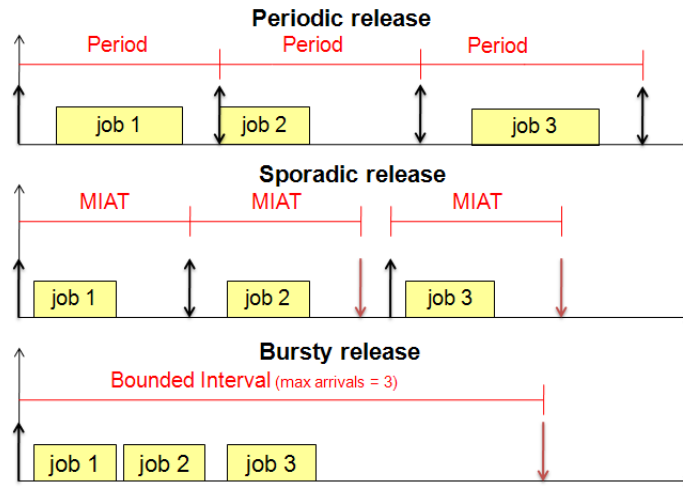 Periodic release
Period Period Period
job 1 job 2 job 3
Sporadic release
MIAT MIAT MIAT
job 1 job 2 job 3
Bursty release
Bounded Interval (max arrivals = 3)
job 1 job 2 job 3